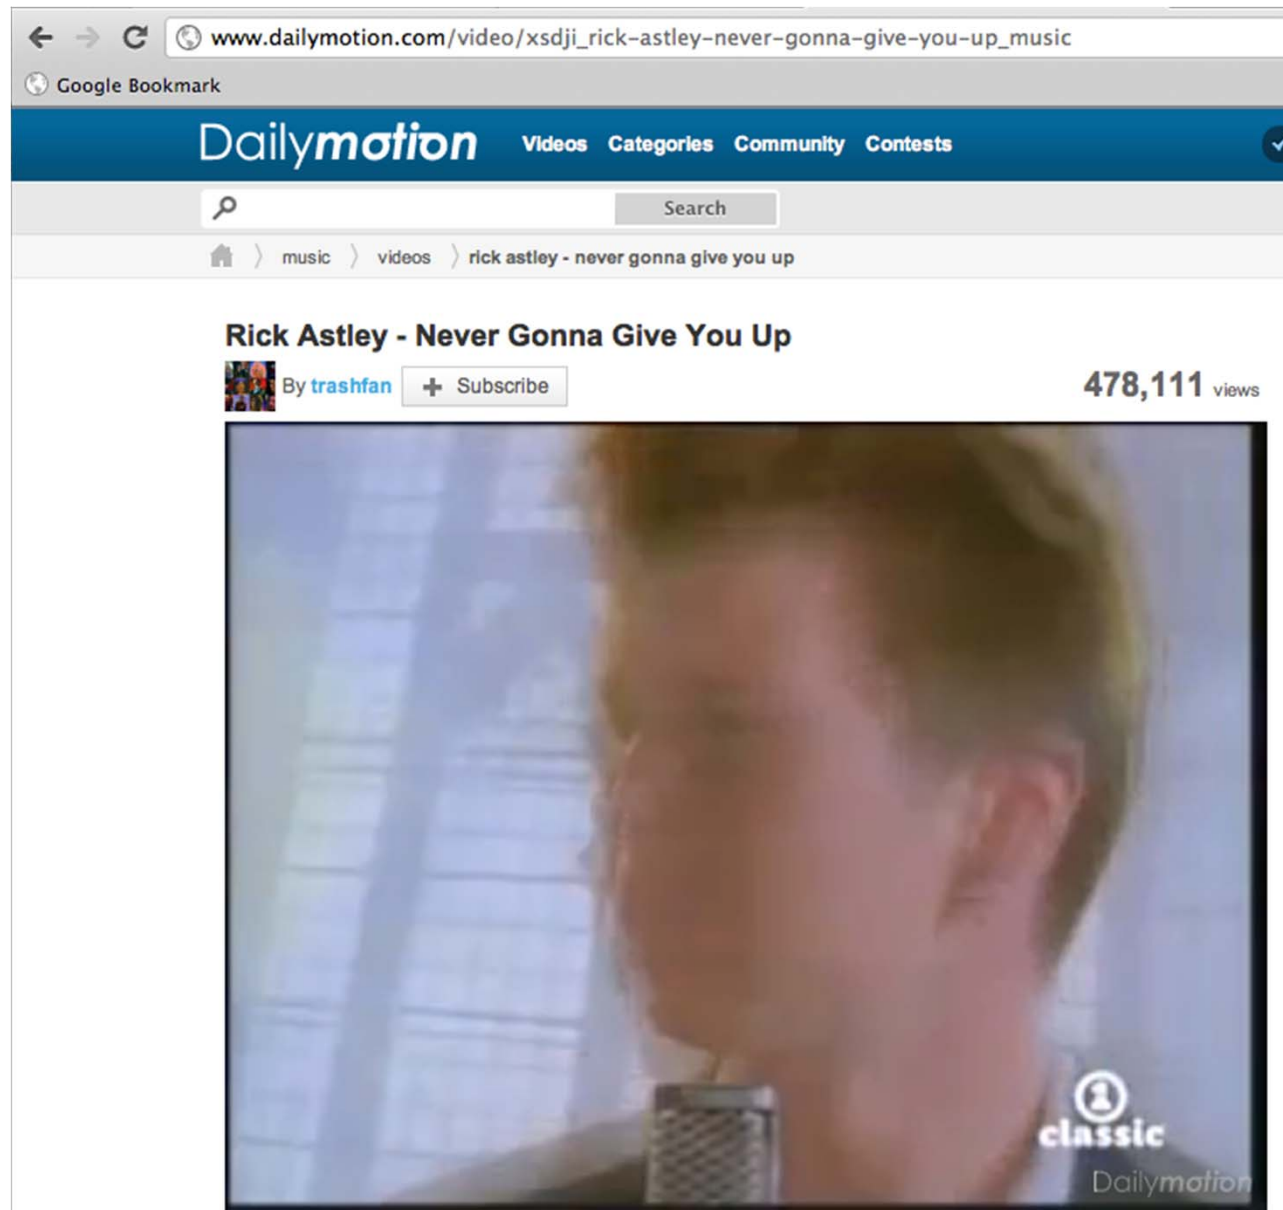 www.dailymotion.com/video/xsdji_rick-astley-never-gonna-give-you-up_music
Google Bookmark
Dailymotion Videos Categories Community Contests
Search
music videos rick astley - never gonna give you up
Rick Astley - Never Gonna Give You Up
By trashfan + Subscribe 478,111 views
1
classic
Dailymotion